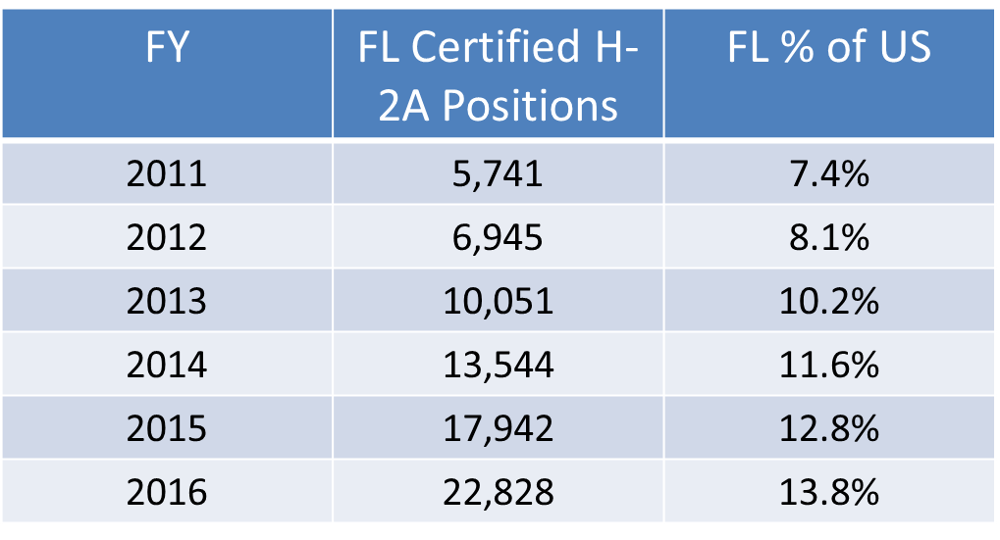 FY FL Certified H- FL % of US
2A Positions
2011 5,741 7.4%
2012 6,945 8.1%
2013 10,051 10.2%
2014 13,544 11.6%
2015 17,942 12.8%
2016 22,828 13.8%